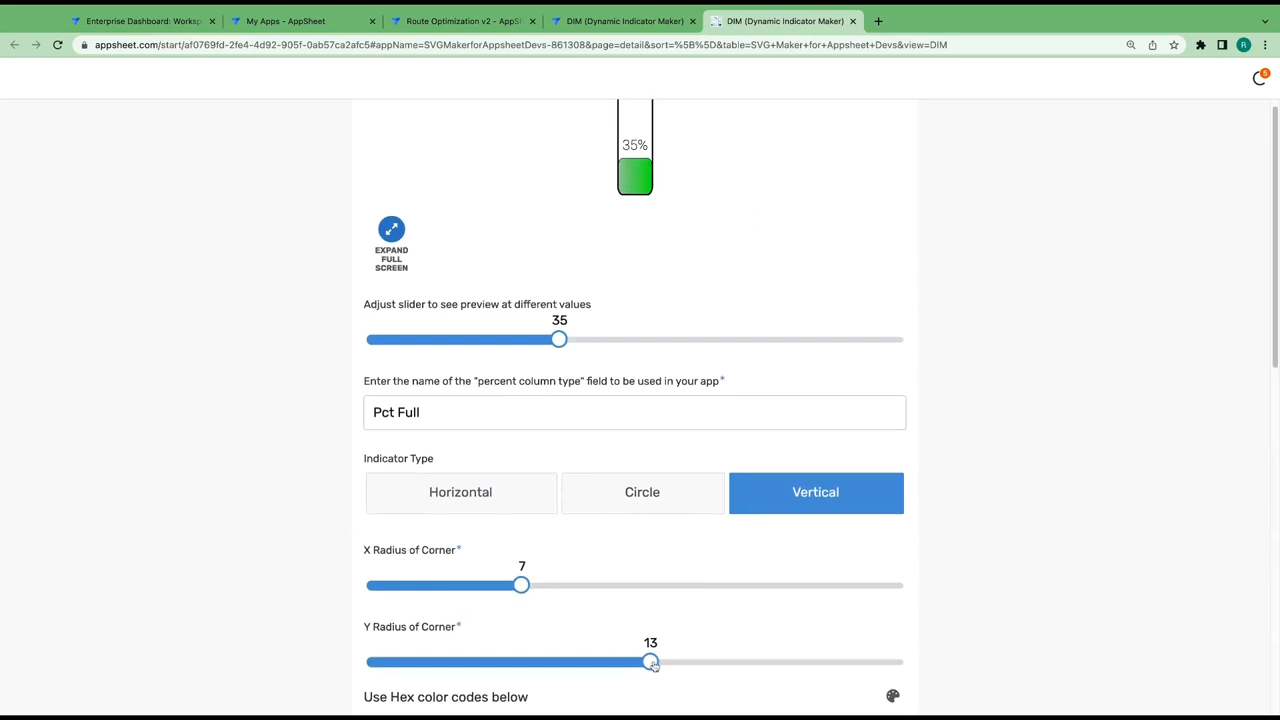 Enterprise Dashboard: Worksp
My Apps - AppSheet
Route Optimization v2 - AppSh
DIM (Dynamic Indicator Maker)
DIM (Dynamic Indicator Maker)
appsheet.com/start/af0769fd-2fe4-4d92-905f-0ab57ca2afc5#appName=SVGMakerforAppsheetDevs-861308&page=detail&sort=%5B%5D&table=SVG+Maker+for+Appsheet+Devs&view=DIM
R
5
35%
EXPAND
FULL
SCREEN
Adjust slider to see preview at different values
35
Enter the name of the "percent column type" field to be used in your app*
Pct Full
Indicator Type
Horizontal
Circle
Vertical
X Radius of Corner*
7
Y Radius of Corner*
13
Use Hex color codes below